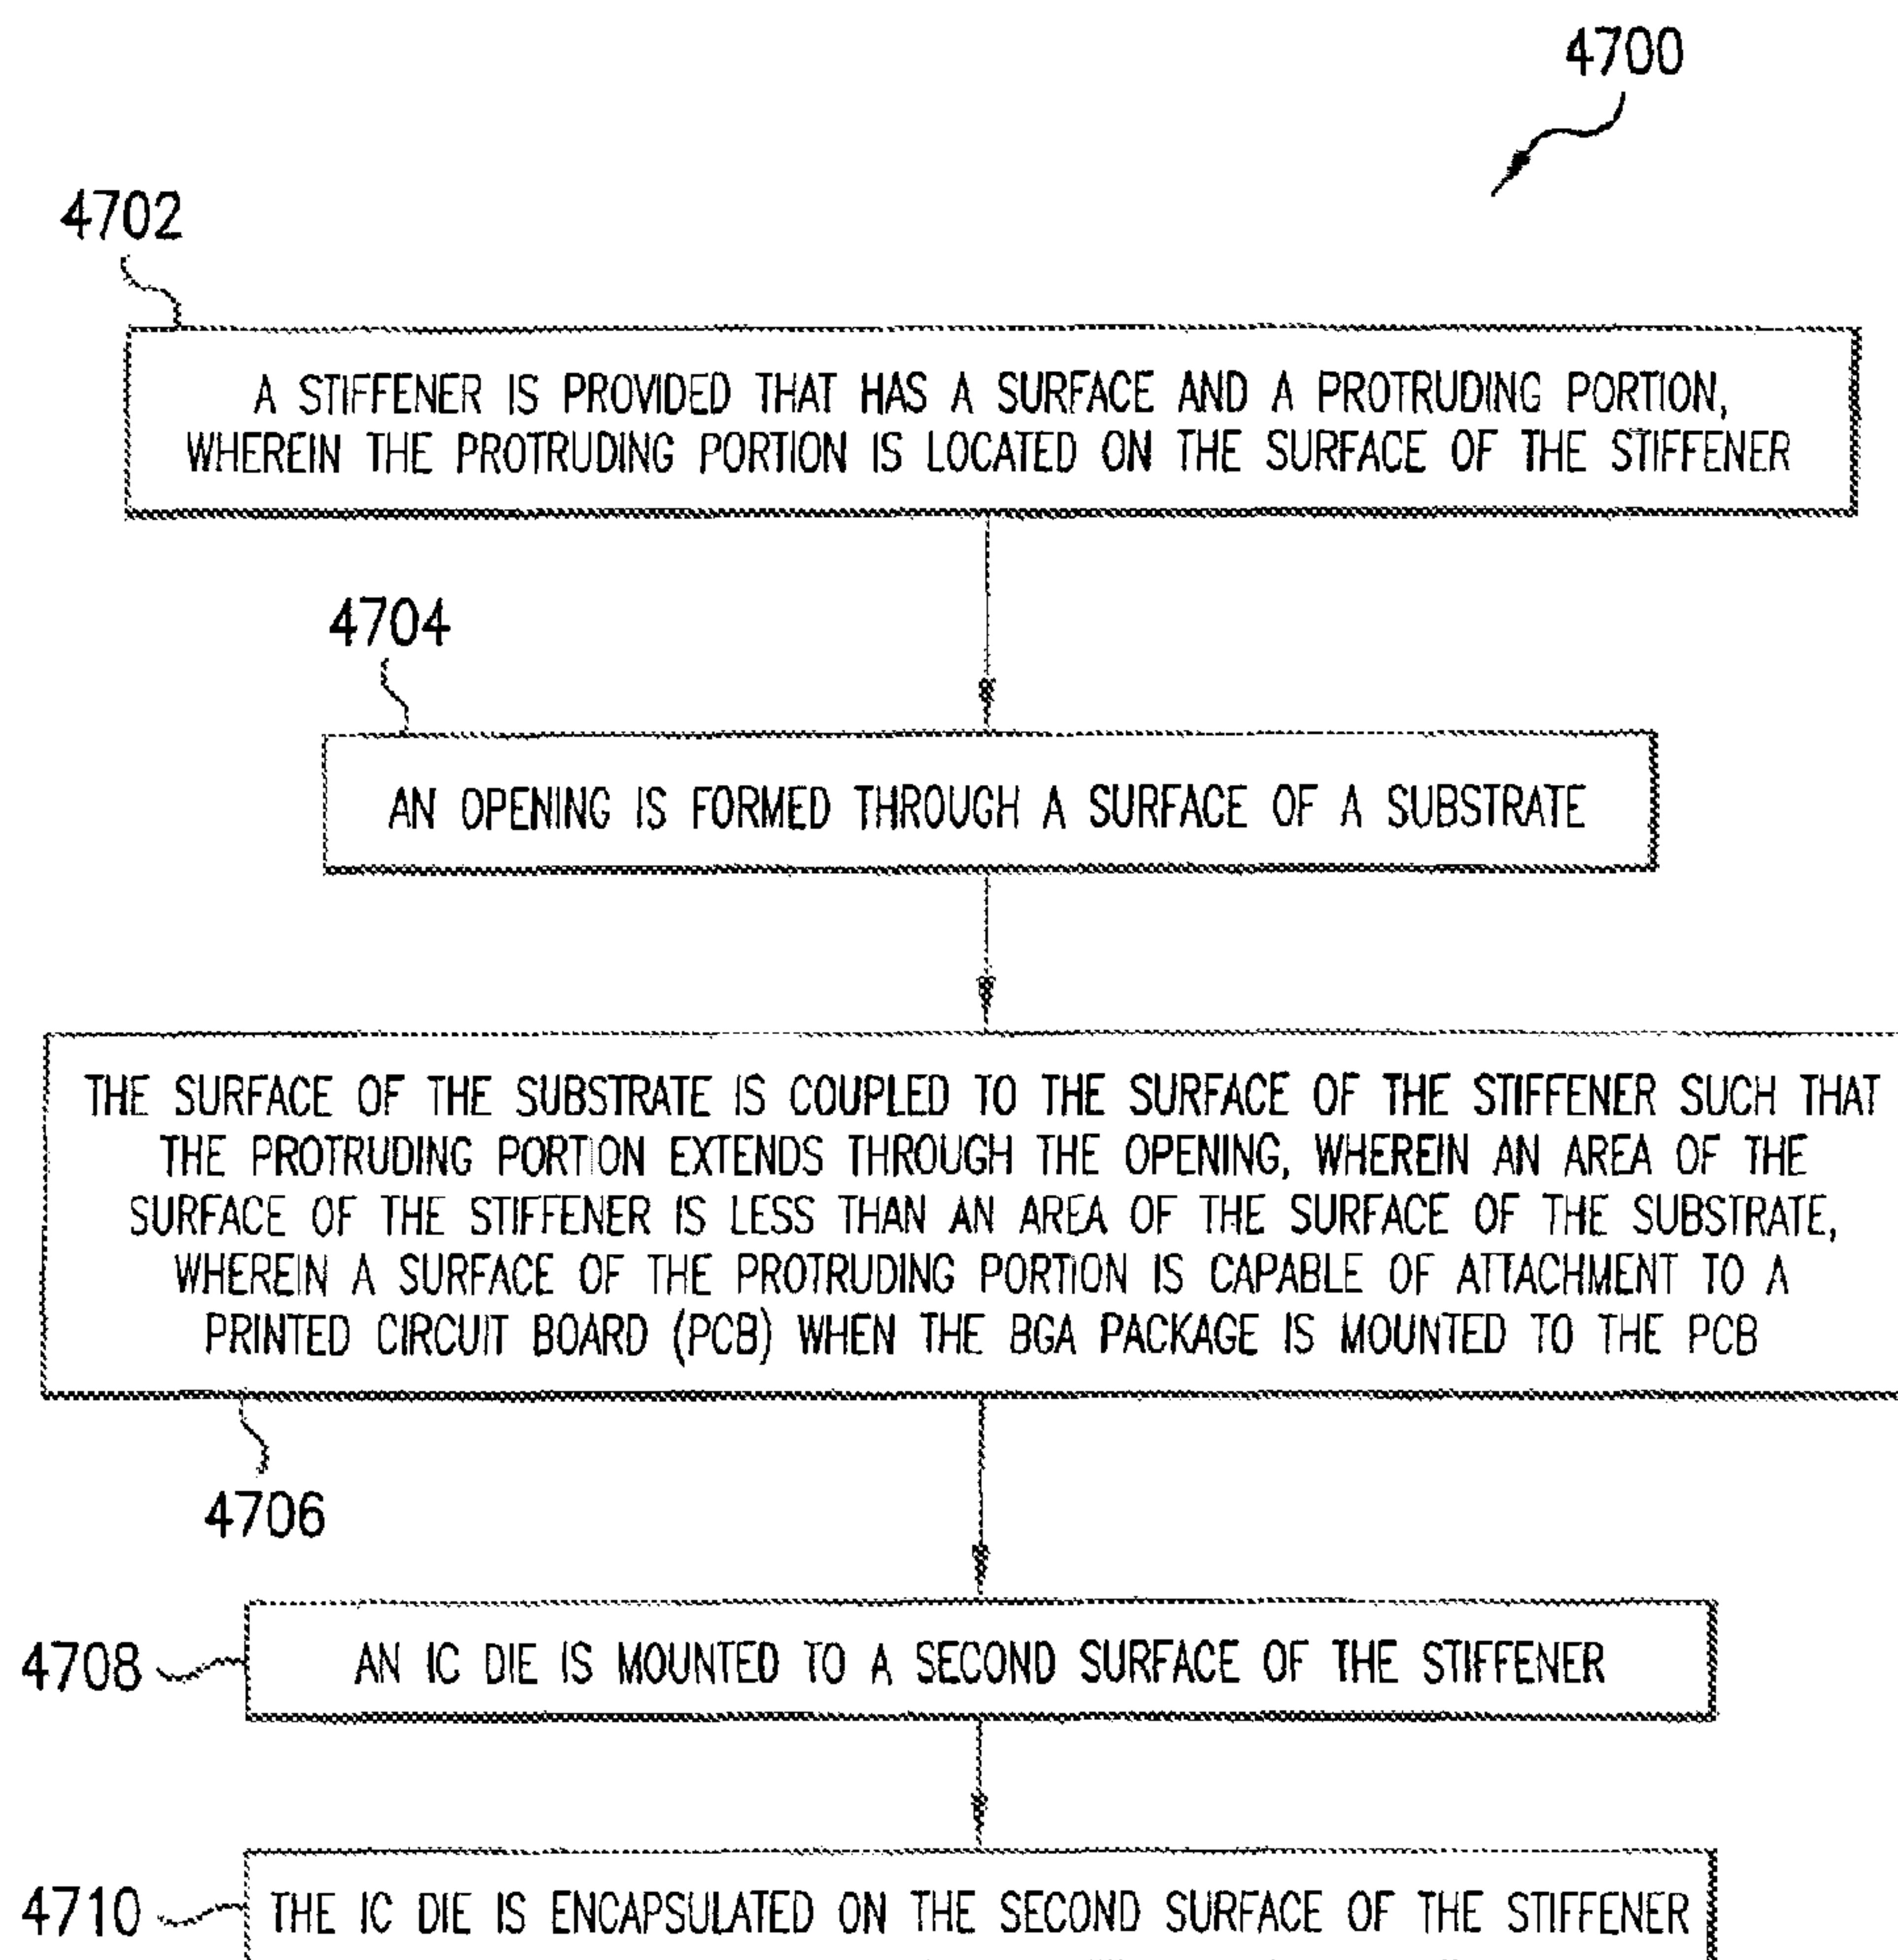 4700
4702
A STIFFENER IS PROVIDED THAT HAS A SURFACE AND A PROTRUDING PORTION,
WHEREIN THE PROTRUDING PORTION IS LOCATED ON THE SURFACE OF THE STIFFENER
4704
AN OPENING IS FORMED THROUGH A SURFACE OF A SUBSTRATE
THE SURFACE OF THE SUBSTRATE IS COUPLED TO THE SURFACE OF THE STIFFENER SUCH THAT
THE PROTRUDING PORTION EXTENDS THROUGH THE OPENING, WHEREIN AN AREA OF THE
SURFACE OF THE STIFFENER IS LESS THAN AN AREA OF THE SURFACE OF THE SUBSTRATE,
WHEREIN A SURFACE OF THE PROTRUDING PORTION IS CAPABLE OF ATTACHMENT TO A
PRINTED CIRCUIT BOARD (PCB) WHEN THE BGA PACKAGE IS MOUNTED TO THE PCB
4706
4708
AN IC DIE IS MOUNTED TO A SECOND SURFACE OF THE STIFFENER
4710
THE IC DIE IS ENCAPSULATED ON THE SECOND SURFACE OF THE STIFFENER